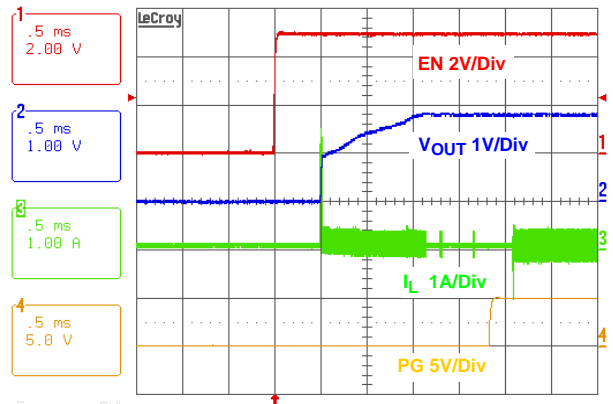 LeCroy
1
.5 ms
2.00 V
EN 2V/Div
2
.5 ms
1.00 V
VOUT 1V/Div
1
2
3
.5 ms
1.00 A
3
IL 1A/Div
4
.5 ms
5.0 V
4
PG 5V/Div